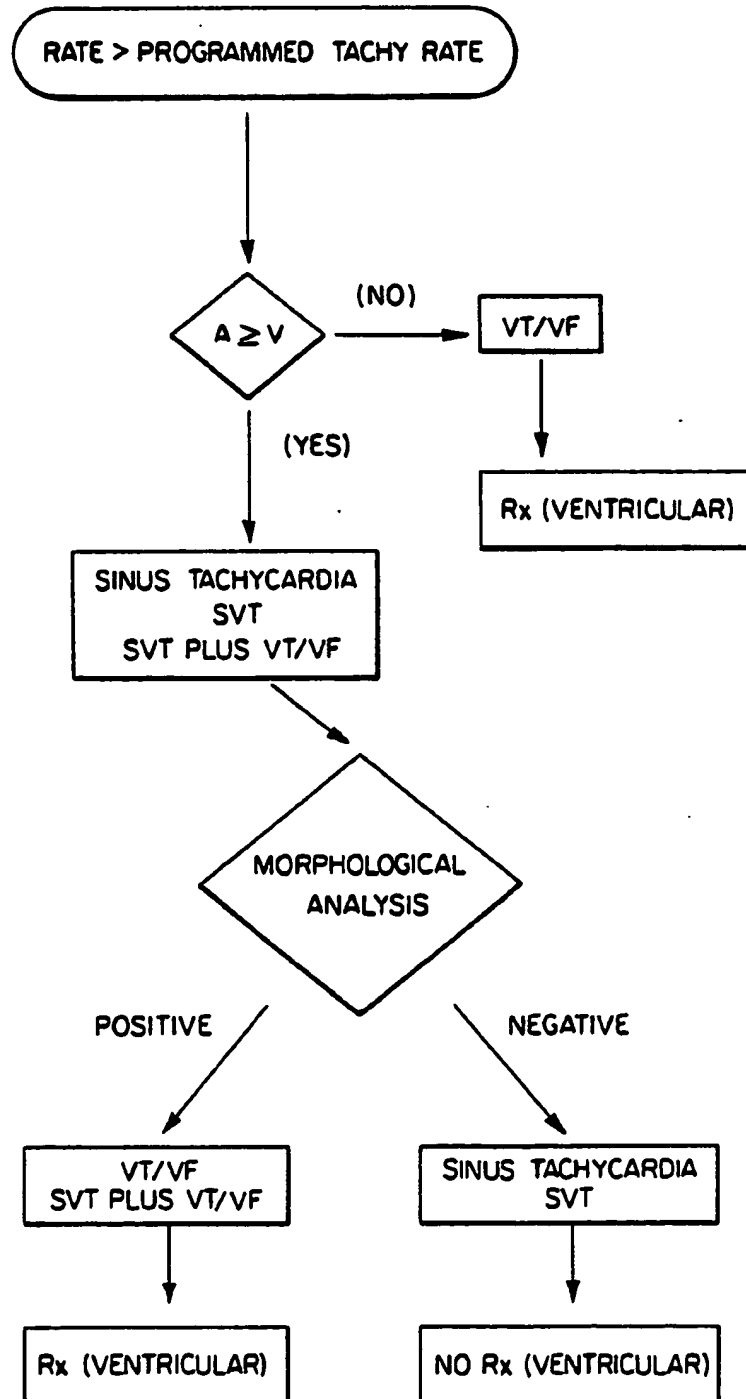 RATE > PROGRAMMED TACHY RATE
A ≥ V
(NO)
VT/VF
(YES)
Rx (VENTRICULAR)
SINUS TACHYCARDIA
SVT
SVT PLUS VT/VF
MORPHOLOGICAL
ANALYSIS
POSITIVE
NEGATIVE
VT/VF
SVT PLUS VT/VF
SINUS TACHYCARDIA
SVT
Rx (VENTRICULAR)
NO Rx (VENTRICULAR)